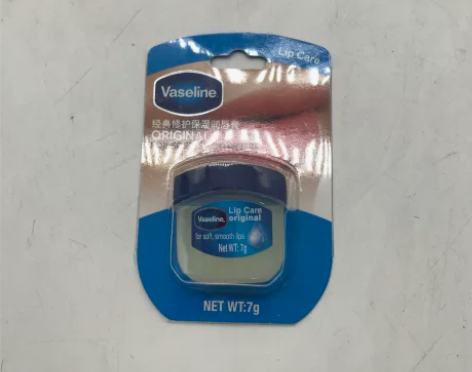 Lip Care
Vaseline
经典修护保湿润唇膏
ORIGINAL
Vaseline
Lip Care
original
for soft, smooth lips
Net WT: 7g
NET WT:7g